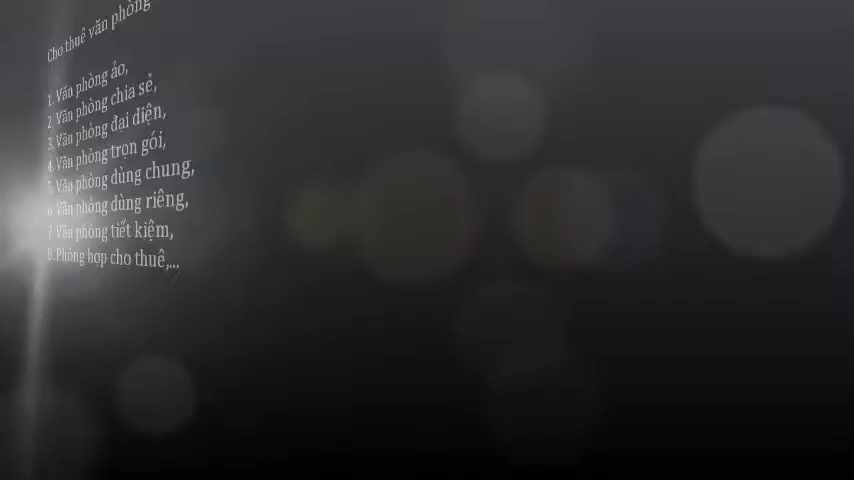 Cho thuê văn phòng
1. Văn phòng ảo,
2. Văn phòng chia sẻ,
3. Văn phòng đại diện,
4. Văn phòng trọn gói,
5. Văn phòng dùng chung,
6. Văn phòng dùng riêng,
7. Văn phòng tiết kiệm,
8. Phòng họp cho thuê,...